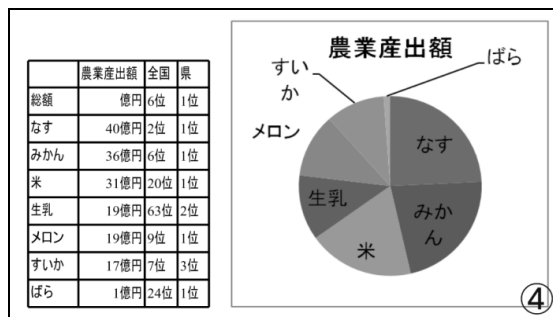 農業産出額 全国 県
総額 億円 6位 1位
なす 40億円 2位 1位
みかん 36億円 6位 1位
米 31億円 20位 1位
生乳 19億円 63位 2位
メロン 19億円 9位 1位
すいか 17億円 7位 3位
ばら 1億円 24位 1位
農業産出額
ばら
すい
か
メロン
なす
生乳
みか
ん
米
④